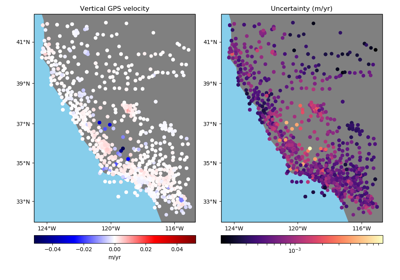 Vertical GPS velocity
Uncertainty (m/yr)
41°N
39°N
37°N
35°N
33°N
124°W
120°W
116°W
−0.04
−0.02
0.00
0.02
0.04
m/yr
41°N
39°N
37°N
35°N
33°N
124°W
120°W
116°W
10⁻³